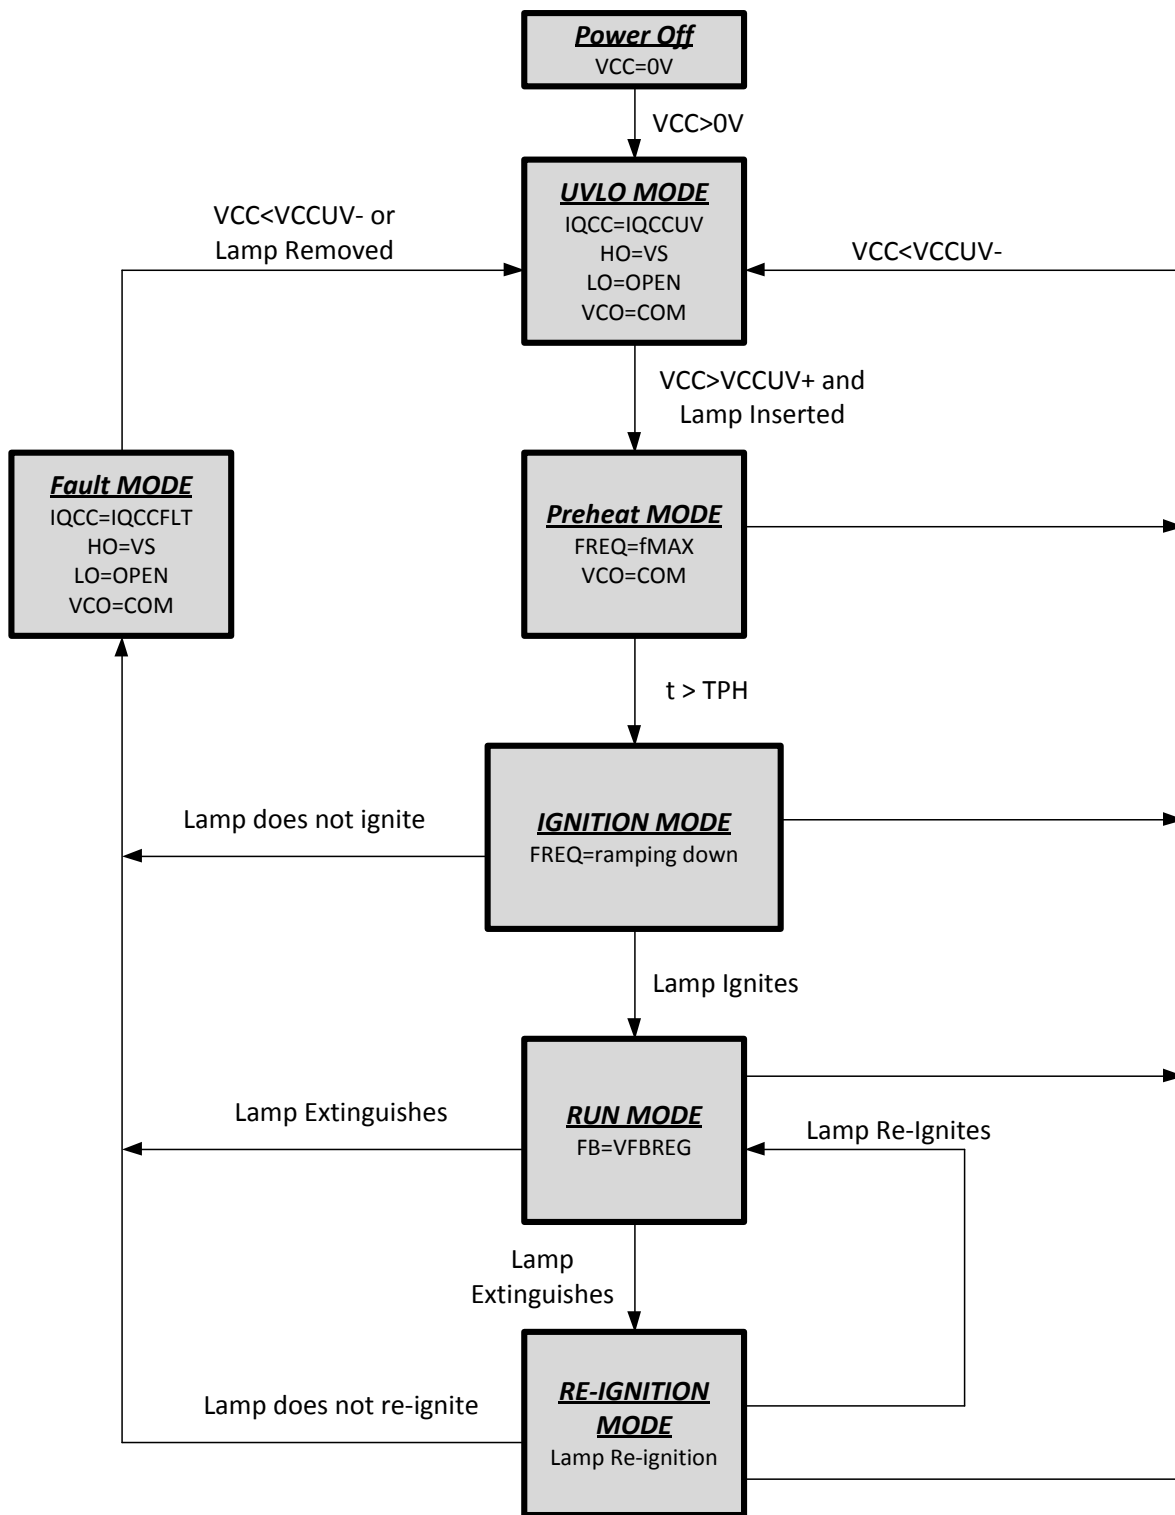 Power Off
VCC=0V
VCC>0V
UVLO MODE
IQCC=IQCCUV
HO=VS
LO=OPEN
VCO=COM
VCC<VCCUV- or
Lamp Removed
VCC<VCCUV-
VCC>VCCUV+ and
Lamp Inserted
Fault MODE
IQCC=IQCCFLT
HO=VS
LO=OPEN
VCO=COM
Preheat MODE
FREQ=fMAX
VCO=COM
t > TPH
Lamp does not ignite
IGNITION MODE
FREQ=ramping down
Lamp Ignites
Lamp Extinguishes
RUN MODE
FB=VFBREG
Lamp Re-Ignites
Lamp
Extinguishes
Lamp does not re-ignite
RE-IGNITION
MODE
Lamp Re-ignition